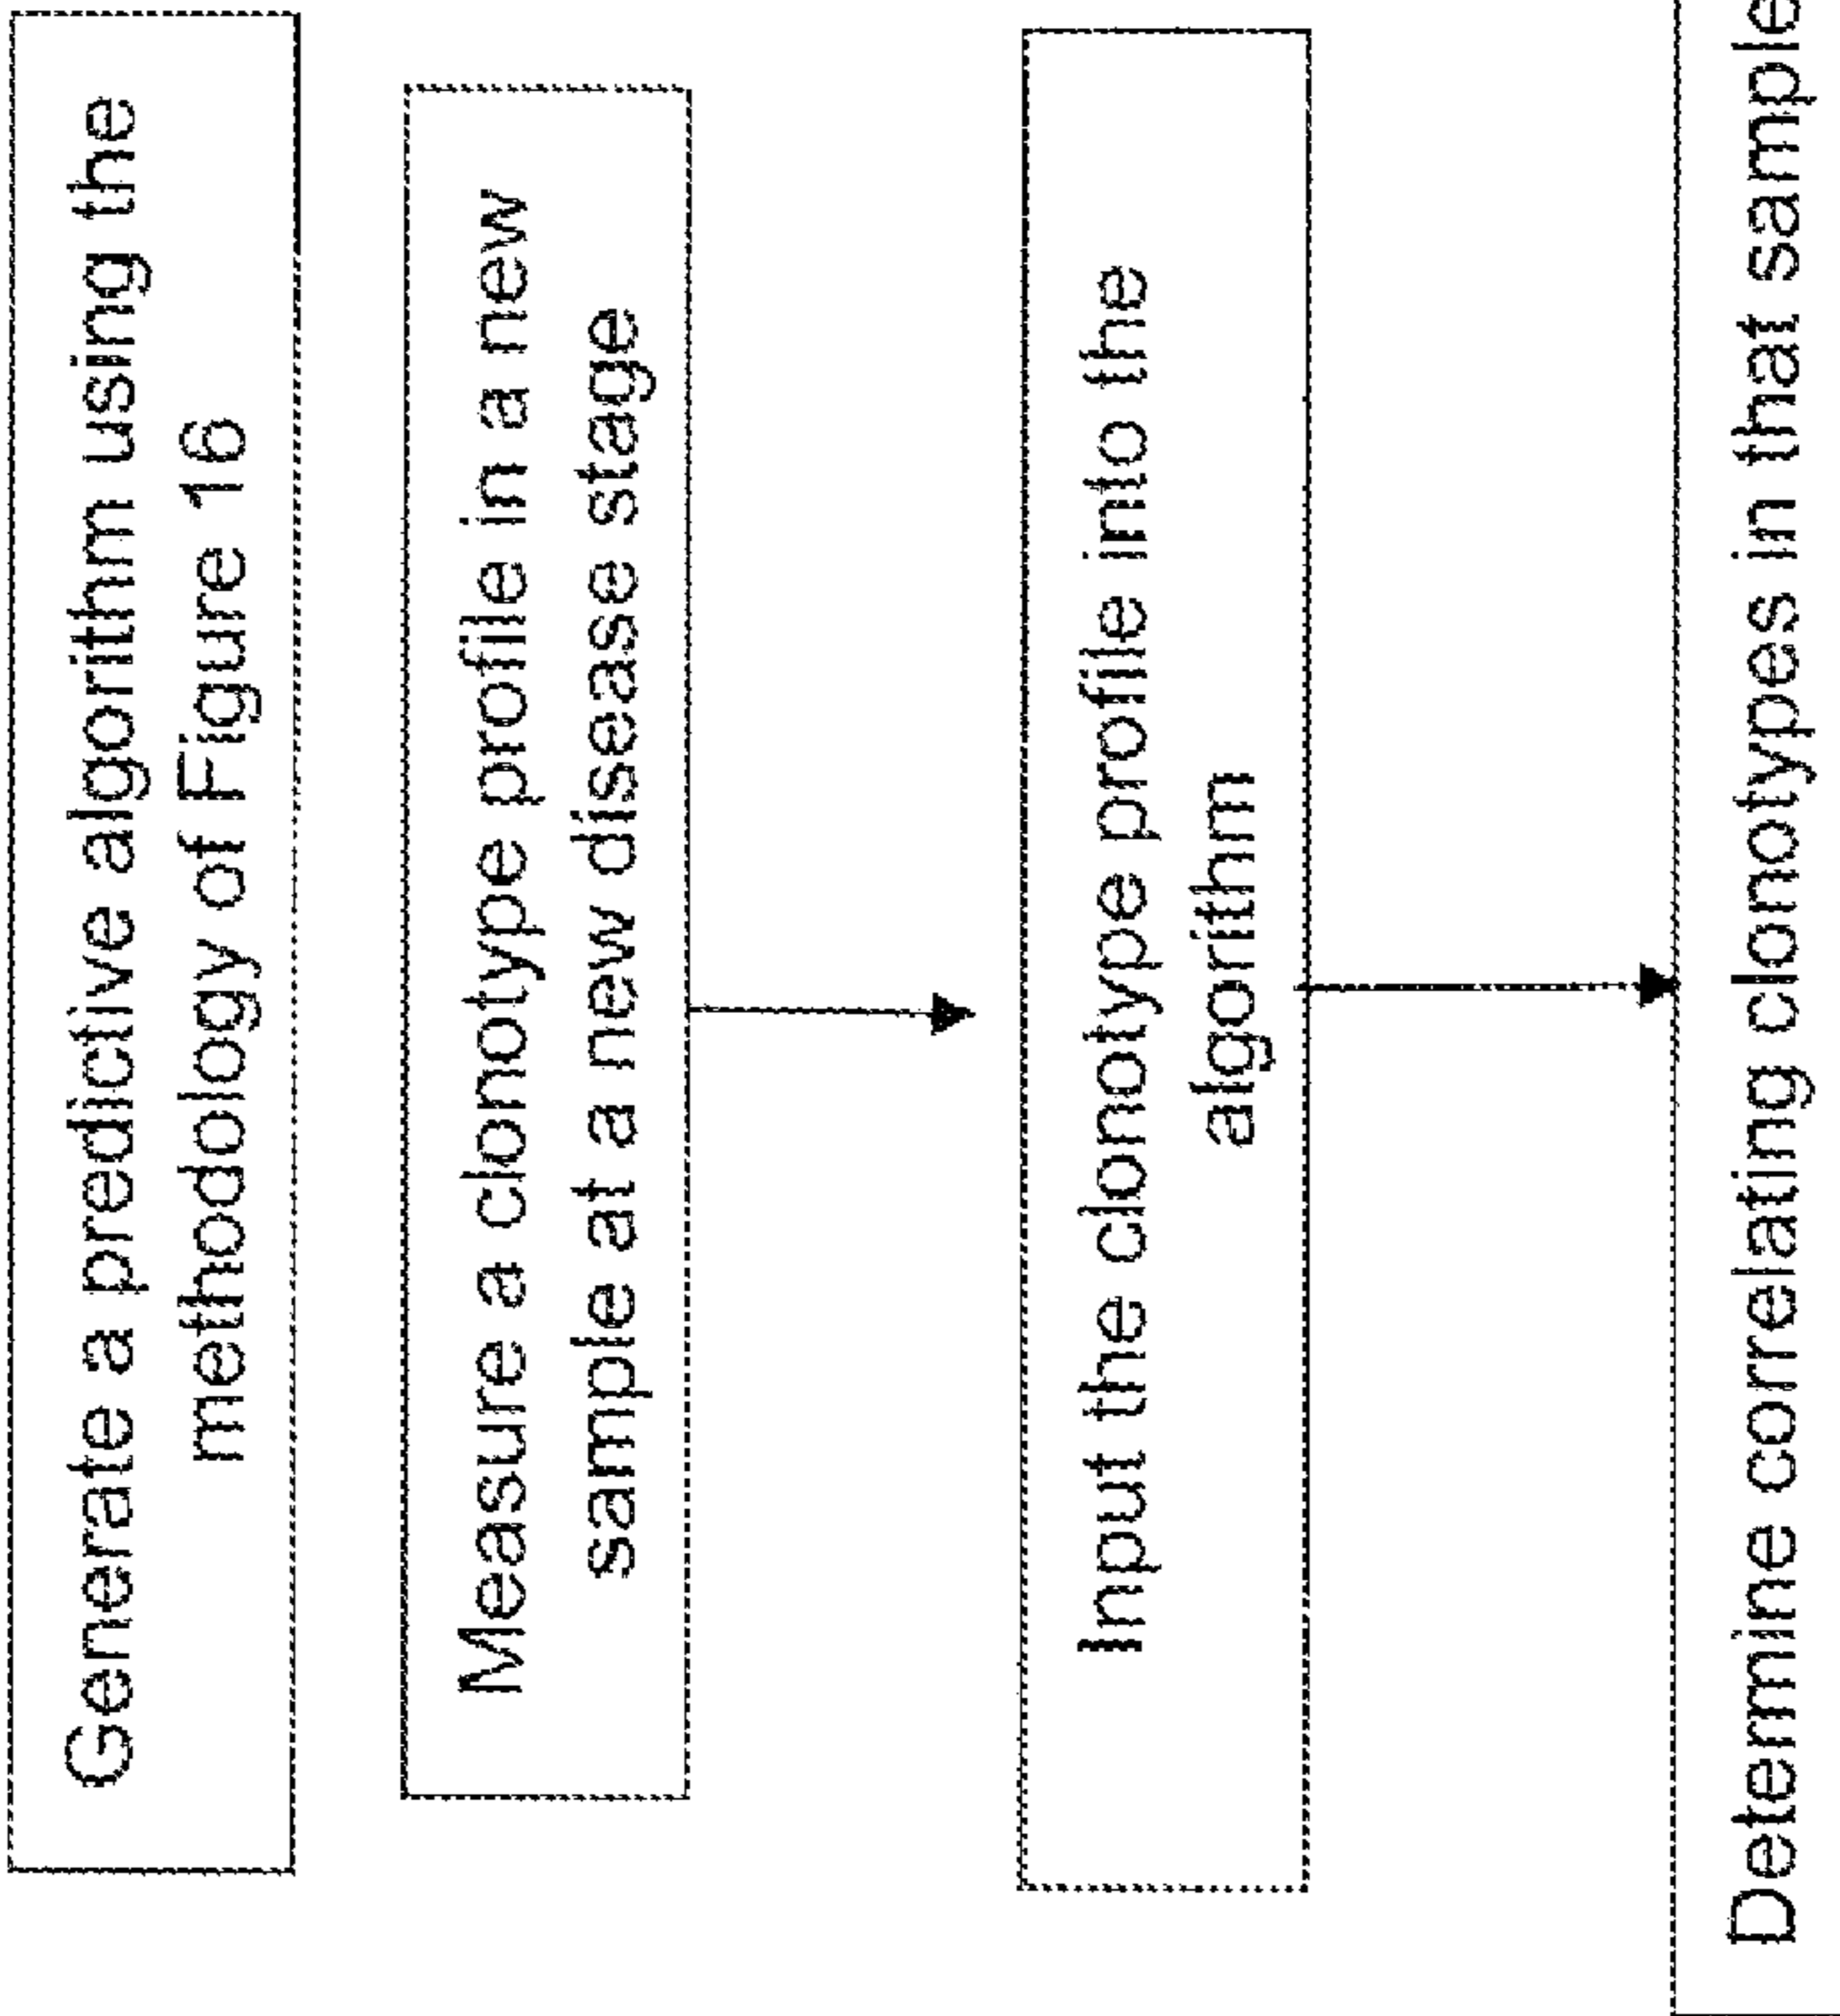 Generate a predictive algorithm using the
methodology of Figure 16
Measure a clonotype profile in a new
sample at a new disease stage
Input the clonotype profile into the
algorithm
Determine correlating clonotypes in that sample